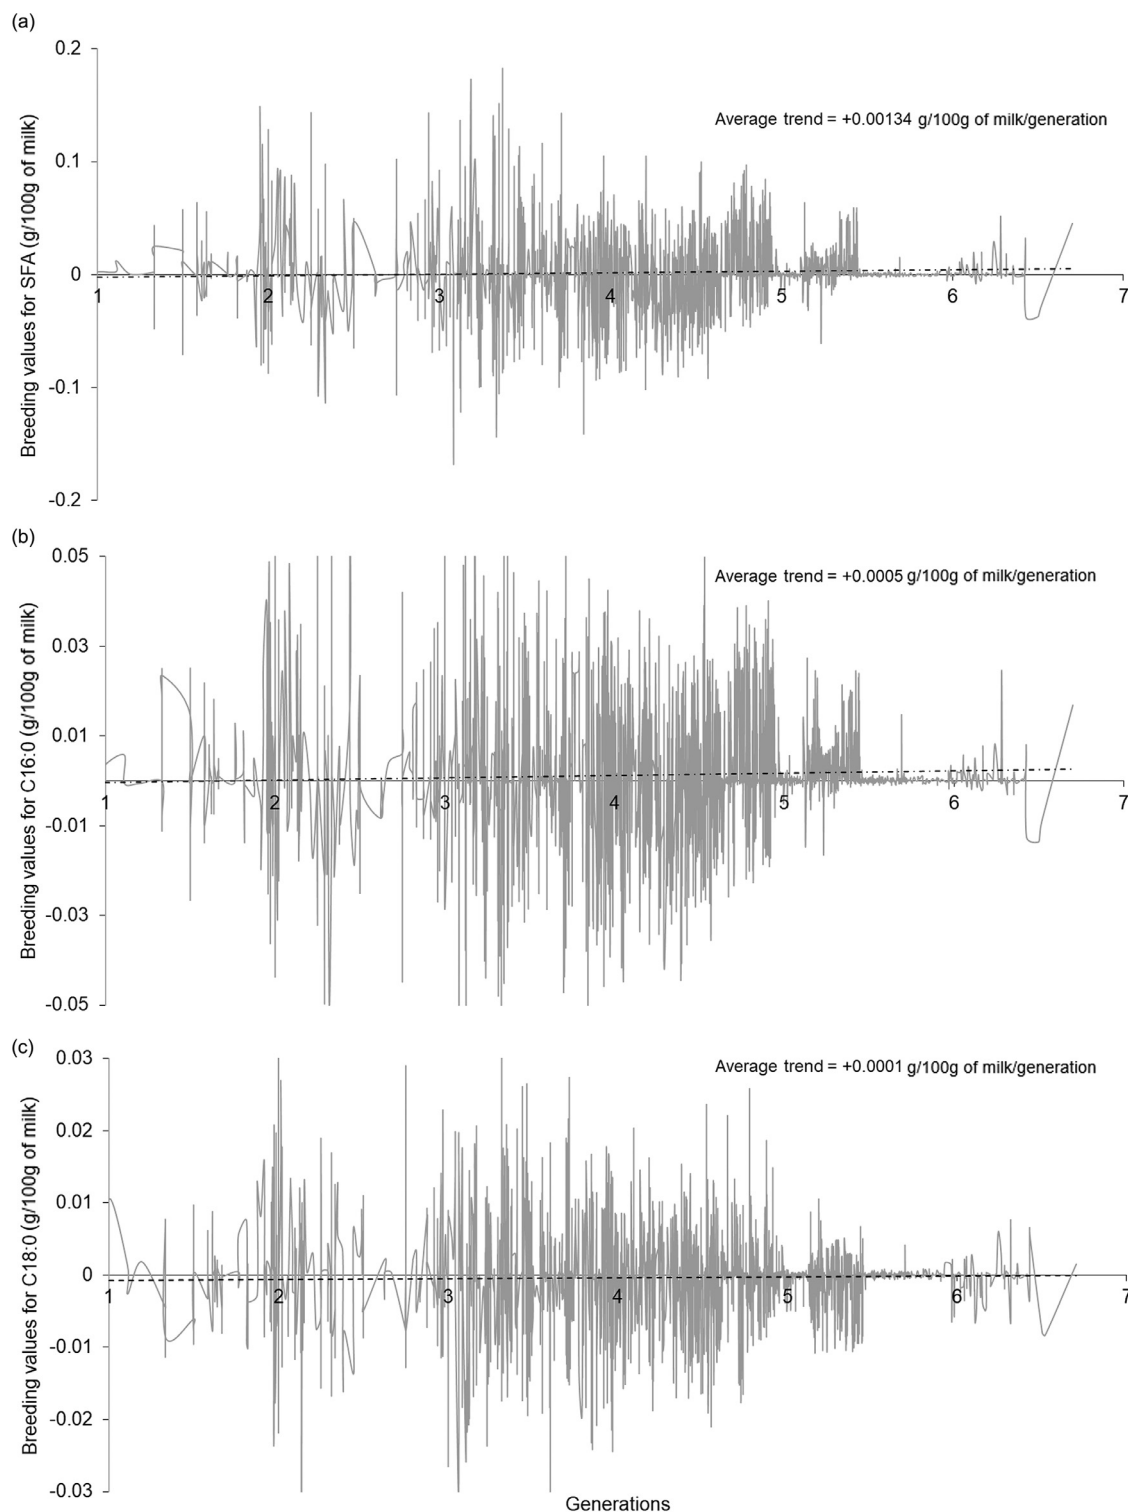 (a)
Breeding values for SFA (g/100g of milk)
0.2
0.1
0
-0.1
-0.2
Average trend = +0.00134 g/100g of milk/generation
1 2 3 4 5 6 7
(b)
Breeding values for C16:0 (g/100g of milk)
0.05
0.03
0.01
-0.01
-0.03
-0.05
Average trend = +0.0005 g/100g of milk/generation
1 2 3 4 5 6 7
(c)
Breeding values for C18:0 (g/100g of milk)
0.03
0.02
0.01
0
-0.01
-0.02
-0.03
Average trend = +0.0001 g/100g of milk/generation
1 2 3 4 5 6 7
Generations